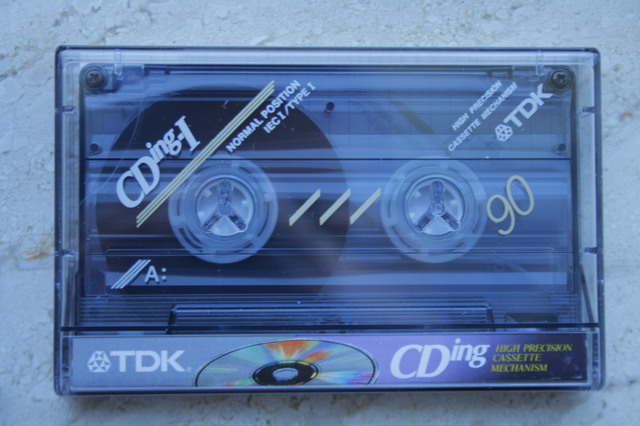 CDing-I
NORMAL POSITION
IEC I / TYPE I
HIGH PRECISION
CASSETTE MECHANISM
TDK
90
A:
TDK
CDing
HIGH PRECISION
CASSETTE
MECHANISM